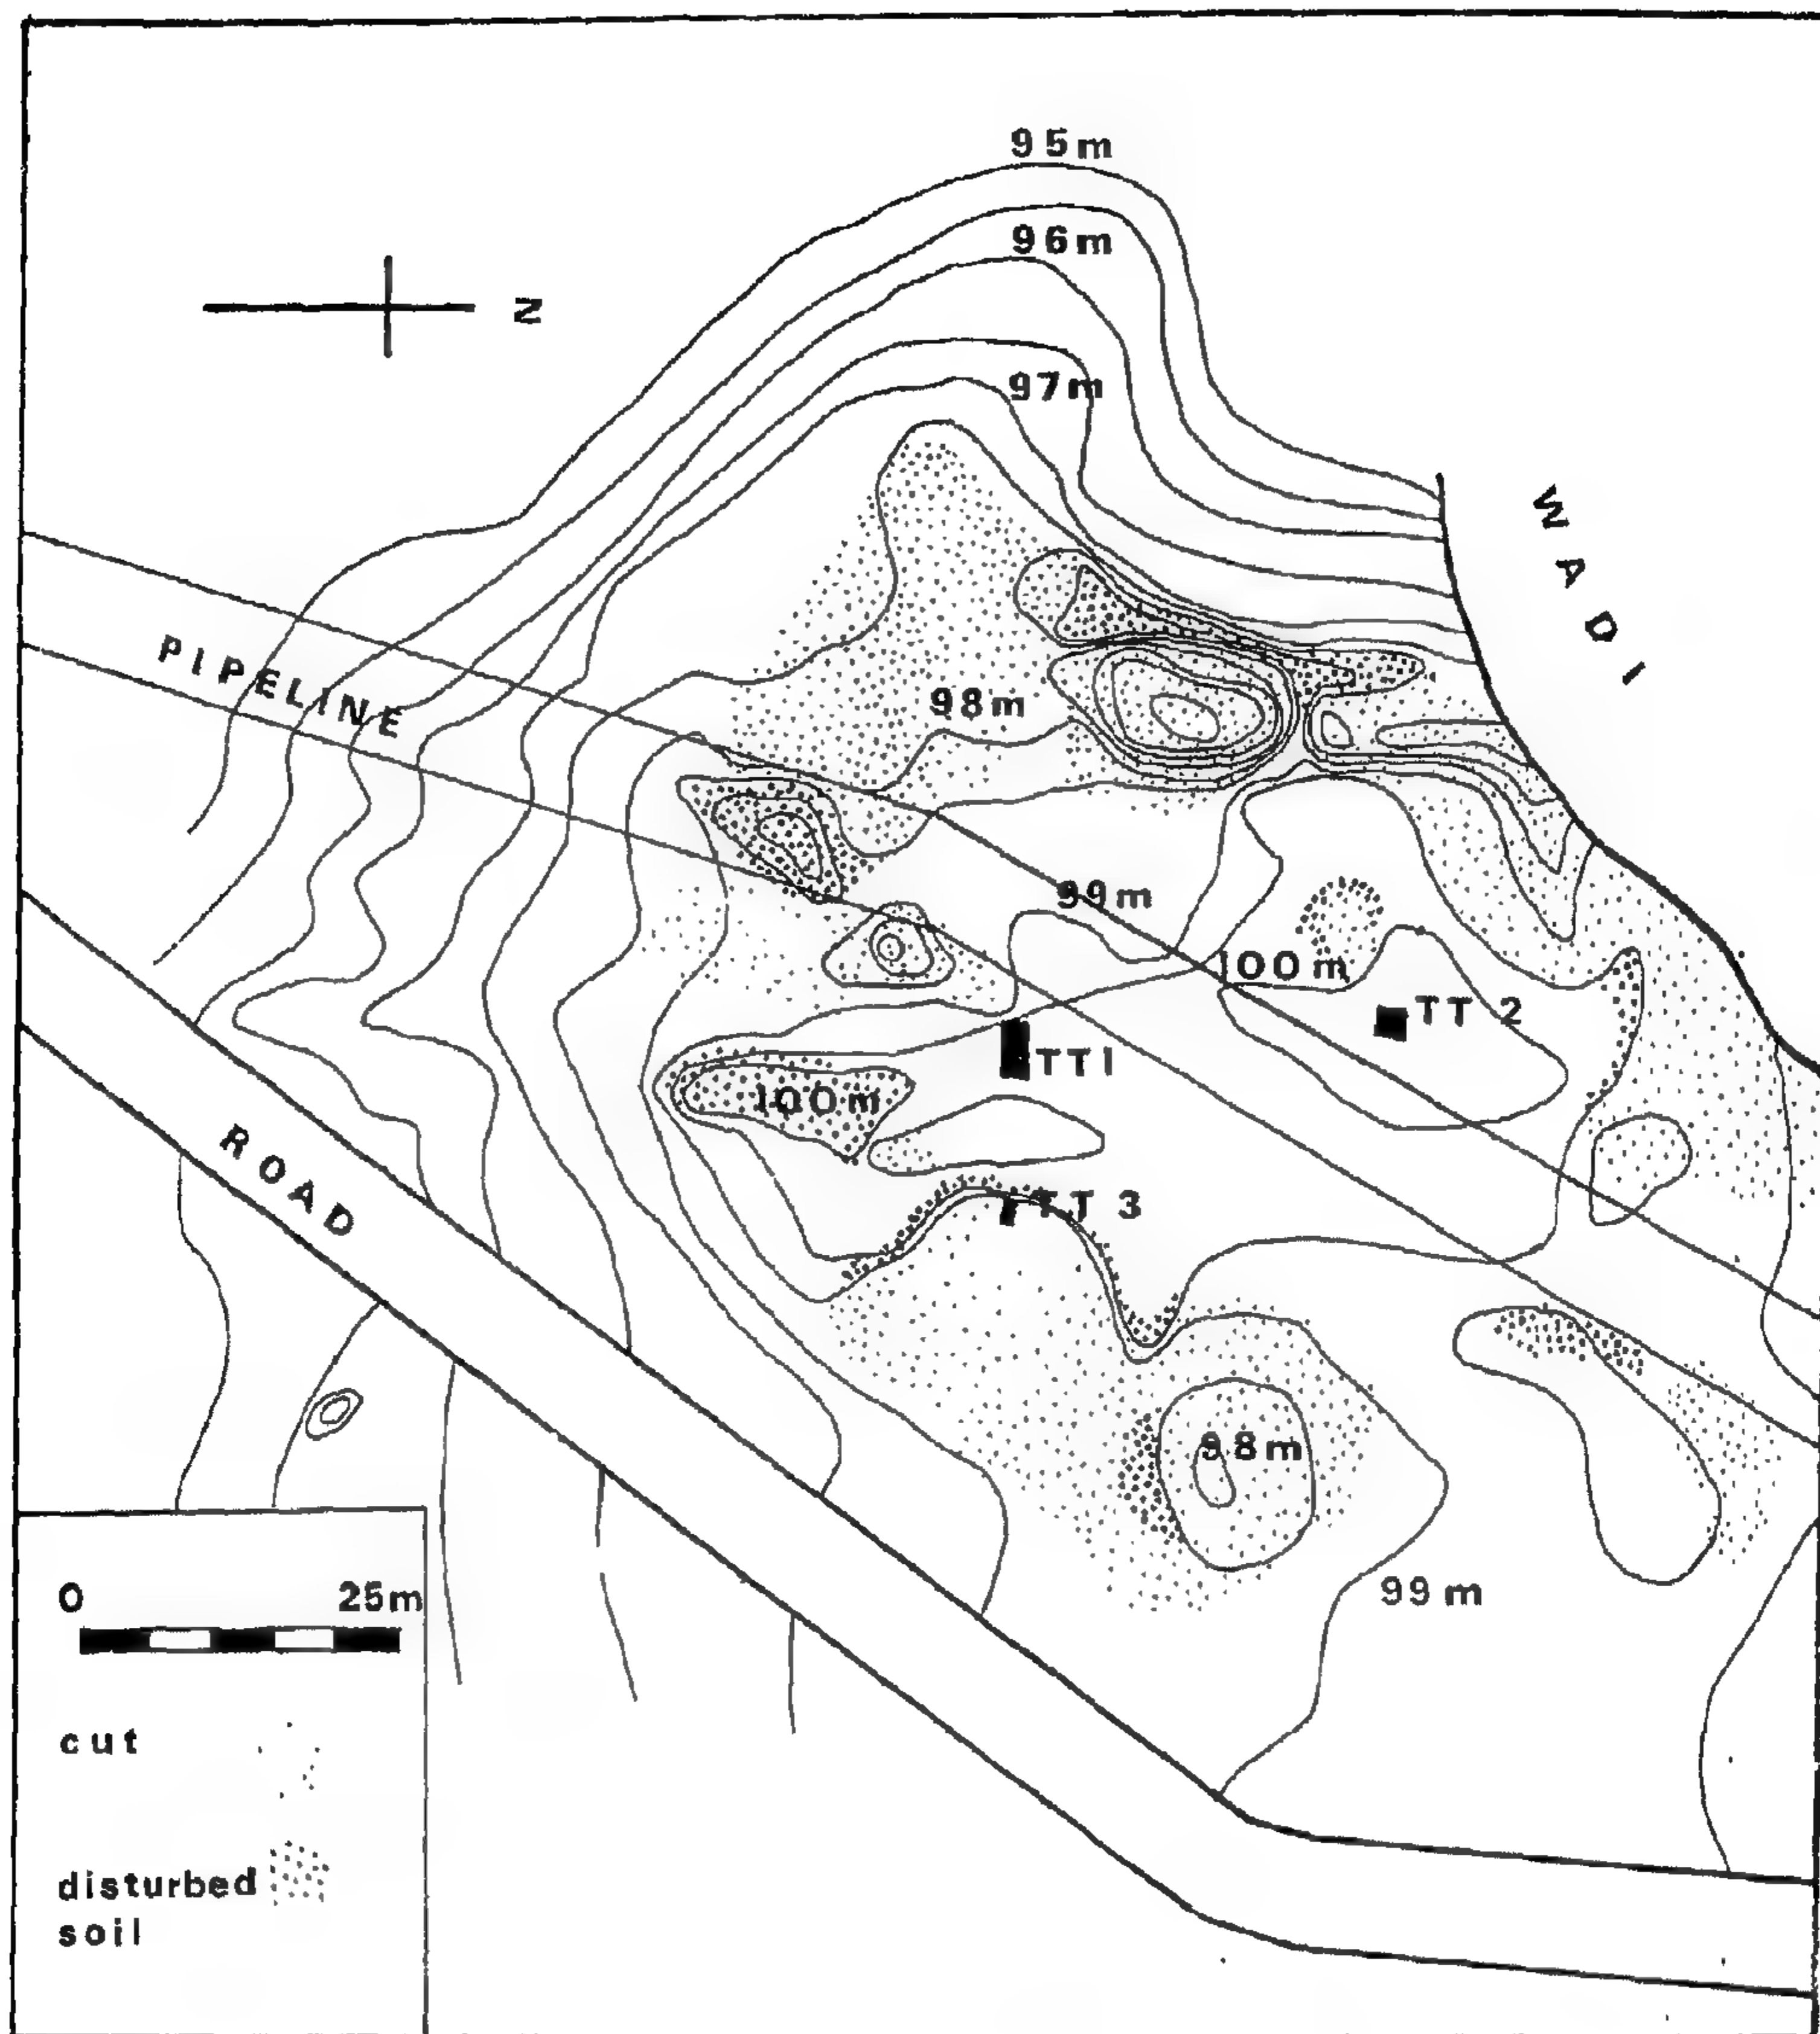 95m
96m
N
97m
WADI
PIPELINE
98m
99m
100m
TT 2
TT1
100m
TT 3
ROAD
98m
99m
0 25m
cut
disturbed
soil